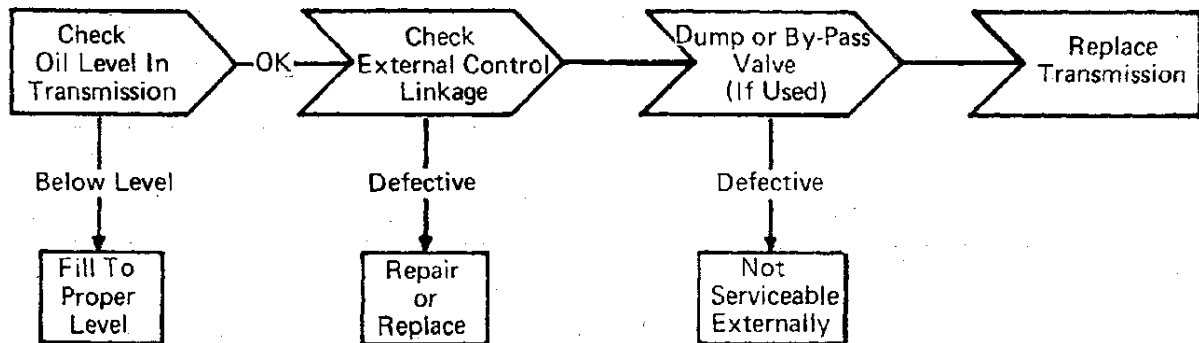 Check
Oil Level In
Transmission
OK
Check
External Control
Linkage
Dump or By-Pass
Valve
(If Used)
Replace
Transmission
Below Level
Defective
Defective
Fill To
Proper
Level
Repair
or
Replace
Not
Serviceable
Externally